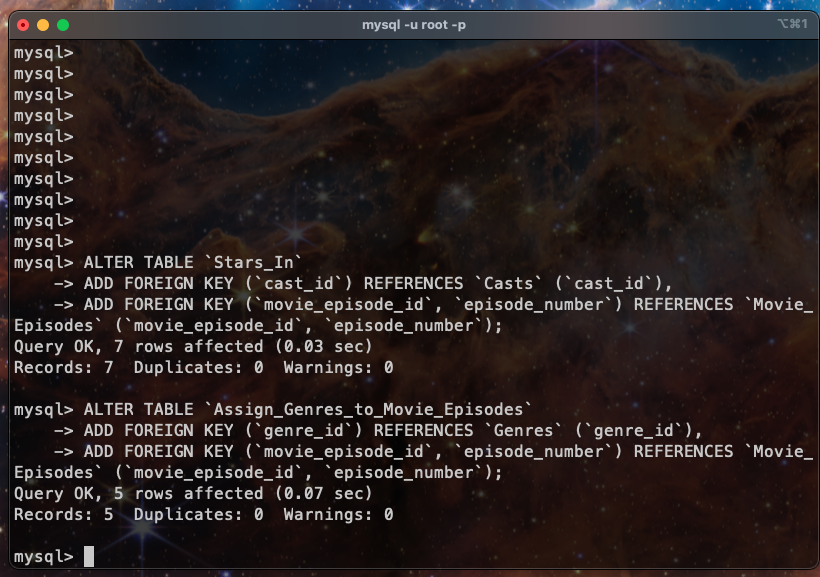 mysql -u root -p
⌥⌘1
mysql>
mysql>
mysql>
mysql>
mysql>
mysql>
mysql>
mysql>
mysql>
mysql>
mysql> ALTER TABLE `Stars_In`
    -> ADD FOREIGN KEY (`cast_id`) REFERENCES `Casts` (`cast_id`),
    -> ADD FOREIGN KEY (`movie_episode_id`, `episode_number`) REFERENCES `Movie_
Episodes` (`movie_episode_id`, `episode_number`);
Query OK, 7 rows affected (0.03 sec)
Records: 7  Duplicates: 0  Warnings: 0

mysql> ALTER TABLE `Assign_Genres_to_Movie_Episodes`
    -> ADD FOREIGN KEY (`genre_id`) REFERENCES `Genres` (`genre_id`),
    -> ADD FOREIGN KEY (`movie_episode_id`, `episode_number`) REFERENCES `Movie_
Episodes` (`movie_episode_id`, `episode_number`);
Query OK, 5 rows affected (0.07 sec)
Records: 5  Duplicates: 0  Warnings: 0

mysql>